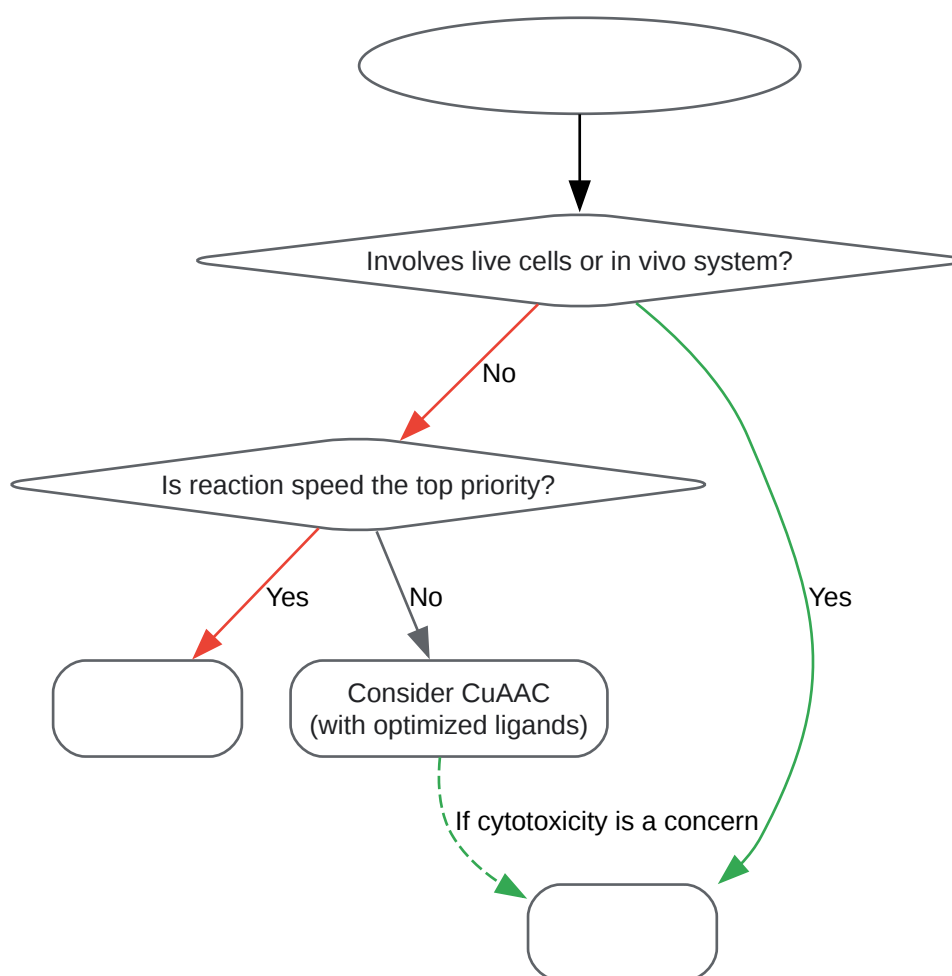 Involves live cells or in vivo system?
No
Is reaction speed the top priority?
Yes
No
Yes
Consider CuAAC
(with optimized ligands)
If cytotoxicity is a concern